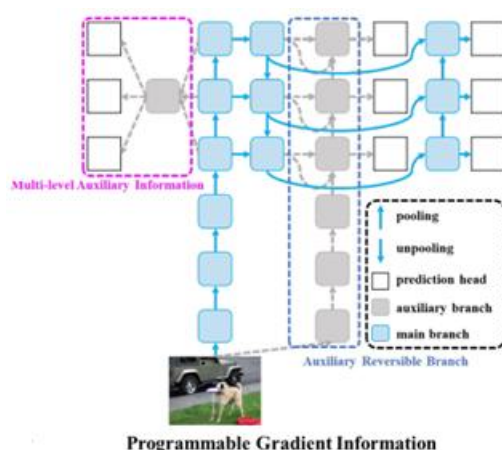 Multi-level Auxiliary Information
pooling
unpooling
prediction head
auxiliary branch
main branch
Auxiliary Reversible Branch
Programmable Gradient Information